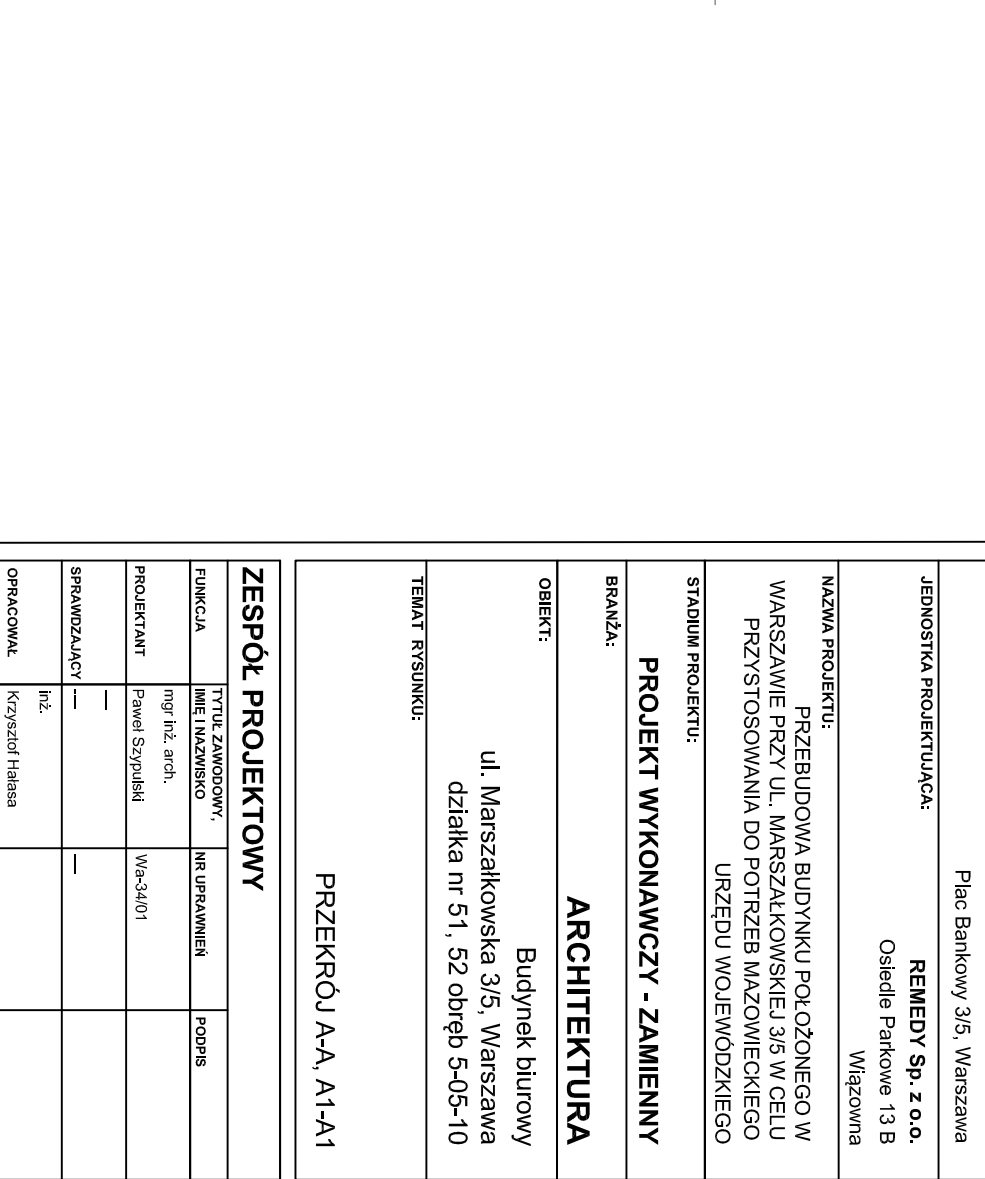 Plac Bankowy 3/5, Warszawa
JEDNOSTKA PROJEKTUJĄCA:
REMEDY Sp. z o.o.
Osiedle Parkowe 13 B
Wiązowna
NAZWA PROJEKTU:
PRZEBUDOWA BUDYNKU POŁOŻONEGO W
WARSZAWIE PRZY UL. MARSZAŁKOWSKIEJ 3/5 W CELU
PRZYSTOSOWANIA DO POTRZEB MAZOWIECKIEGO
URZĘDU WOJEWÓDZKIEGO
STADIUM PROJEKTU:
PROJEKT WYKONAWCZY - ZAMIENNY
BRANŻA:
ARCHITEKTURA
OBIEKT:
Budynek biurowy
ul. Marszałkowska 3/5, Warszawa
działka nr 51, 52 obręb 5-05-10
TEMAT RYSUNKU:
PRZEKRÓJ A-A, A1-A1
ZESPÓŁ PROJEKTOWY
FUNKCJA
TYTUŁ ZAWODOWY,
IMIĘ I NAZWISKO
NR UPRAWNIEŃ
PODPIS
PROJEKTANT
mgr inż. arch.
Paweł Szypulski
Wa-34/01
SPRAWDZAJĄCY
—
---
—
OPRACOWAŁ
inż.
Krzysztof Hałasa